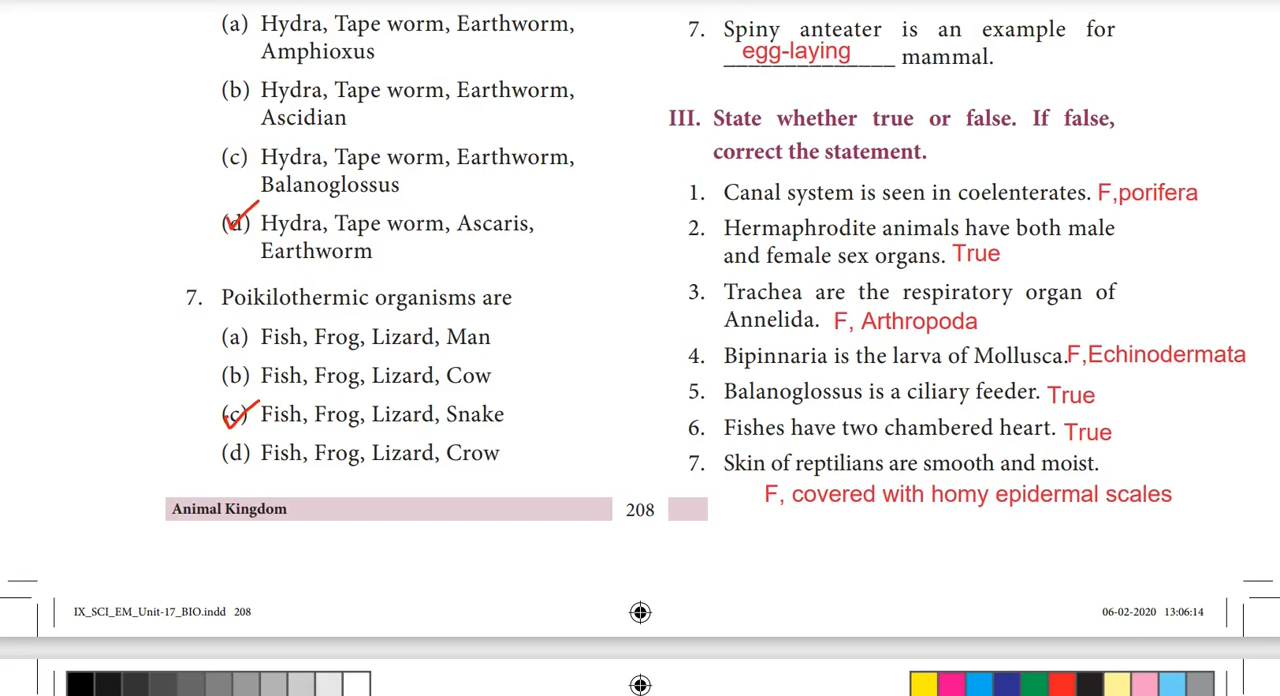 (a) Hydra, Tape worm, Earthworm,
Amphioxus
(b) Hydra, Tape worm, Earthworm,
Ascidian
(c) Hydra, Tape worm, Earthworm,
Balanoglossus
(d) Hydra, Tape worm, Ascaris,
Earthworm
7. Poikilothermic organisms are
(a) Fish, Frog, Lizard, Man
(b) Fish, Frog, Lizard, Cow
(c) Fish, Frog, Lizard, Snake
(d) Fish, Frog, Lizard, Crow
7. Spiny anteater is an example for
egg-laying mammal.
III. State whether true or false. If false,
correct the statement.
1. Canal system is seen in coelenterates. F,porifera
2. Hermaphrodite animals have both male
and female sex organs. True
3. Trachea are the respiratory organ of
Annelida. F, Arthropoda
4. Bipinnaria is the larva of Mollusca.F,Echinodermata
5. Balanoglossus is a ciliary feeder. True
6. Fishes have two chambered heart. True
7. Skin of reptilians are smooth and moist.
F, covered with homy epidermal scales
Animal Kingdom
208
IX_SCI_EM_Unit-17_BIO.indd 208
06-02-2020 13:06:14